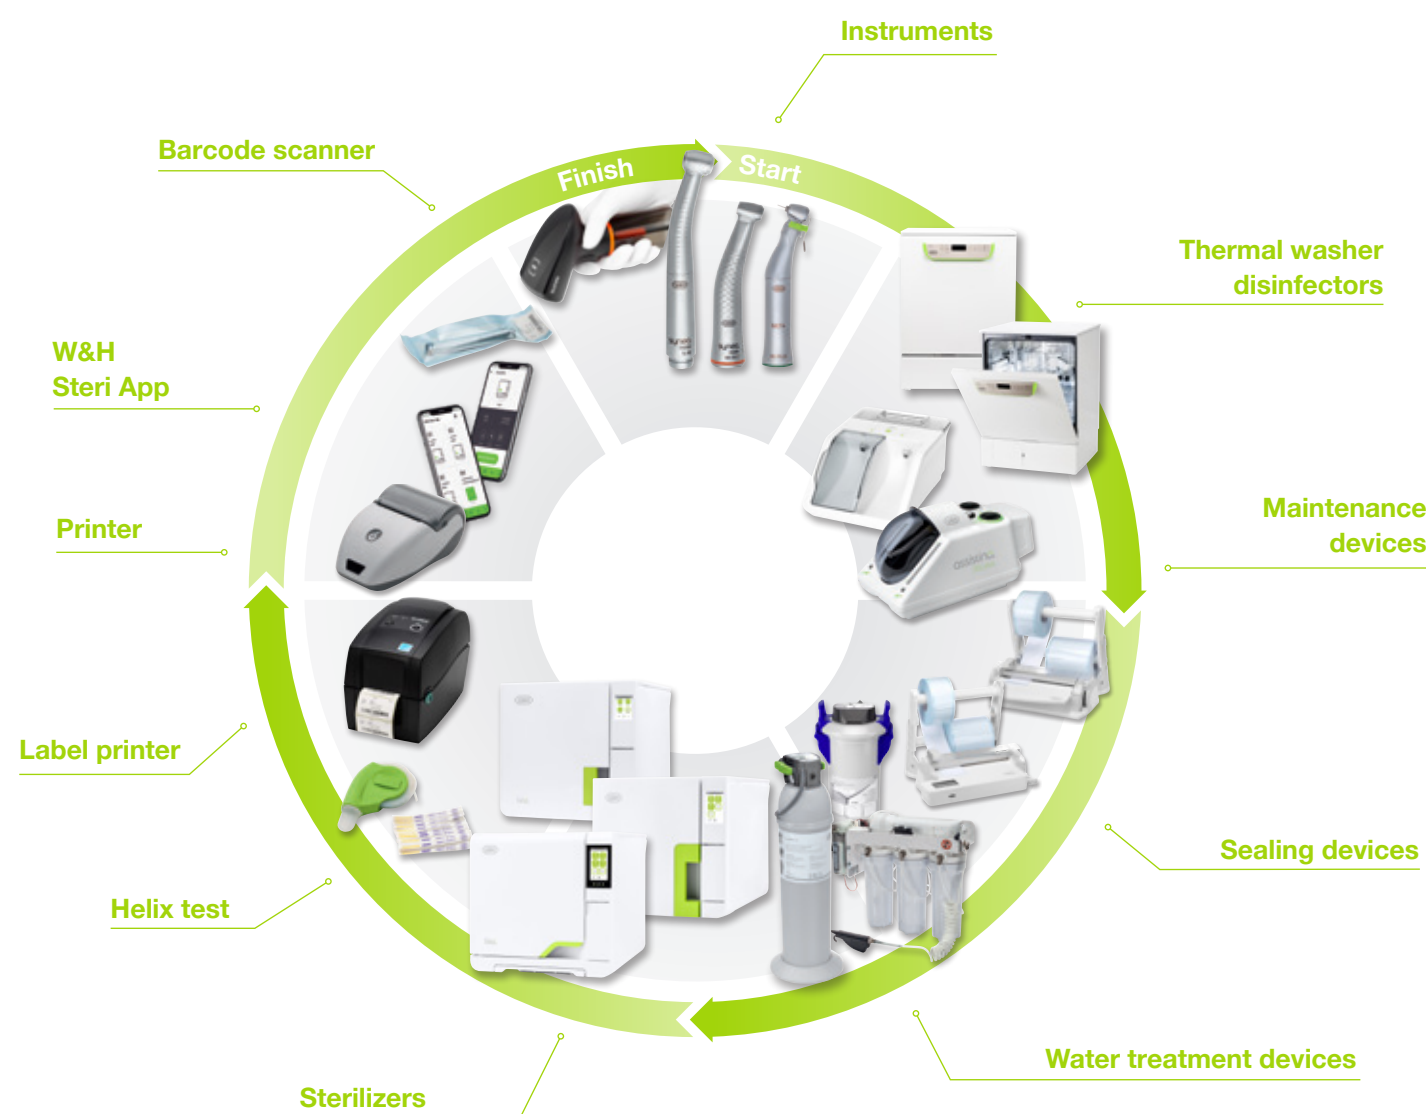 Instruments
Barcode scanner
Finish
Start
Thermal washer
disinfectors
W&H
Steri App
Maintenance
devices
Printer
Label printer
Sealing devices
Helix test
Water treatment devices
Sterilizers